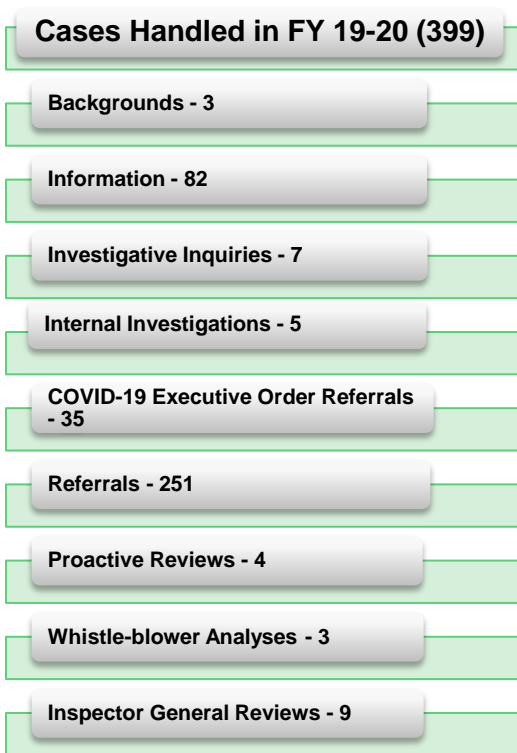 Cases Handled in FY 19-20 (399)
Backgrounds - 3
Information - 82
Investigative Inquiries - 7
Internal Investigations - 5
COVID-19 Executive Order Referrals
- 35
Referrals - 251
Proactive Reviews - 4
Whistle-blower Analyses - 3
Inspector General Reviews - 9